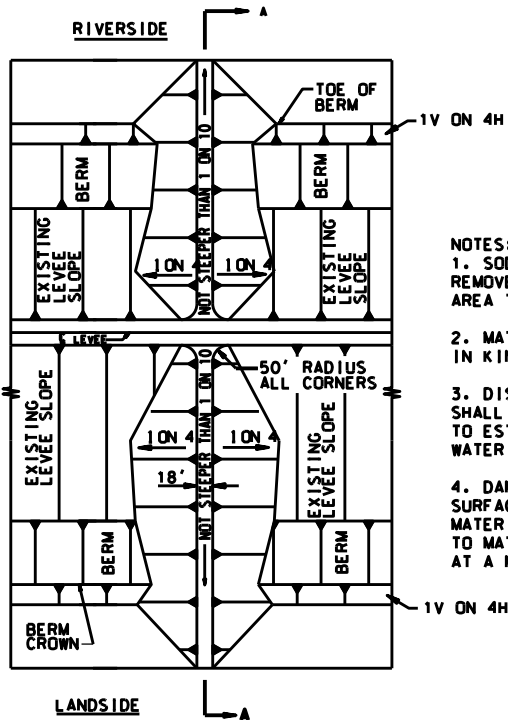 A
RIVERSIDE
TOE OF
BERM
1V ON 4H
BERM
BERM
NOT STEEPER THAN 1 ON 10
EXISTING
LEVEE
SLOPE
1 ON 4
1 ON 4
EXISTING
LEVEE
SLOPE
℄ LEVEE
50' RADIUS
ALL CORNERS
EXISTING
LEVEE SLOPE
1 ON 4
1 ON 4
NOT STEEPER THAN 1 ON 10
EXISTING
LEVEE SLOPE
18'
BERM
BERM
1V ON 4H
BERM
CROWN
LANDSIDE
A
NOTES:
1. SOD
REMOVE
AREA
2. MAT
IN KIN
3. DIS
SHALL
TO EST
WATER
4. DAM
SURFAC
MATER
TO MAT
AT A